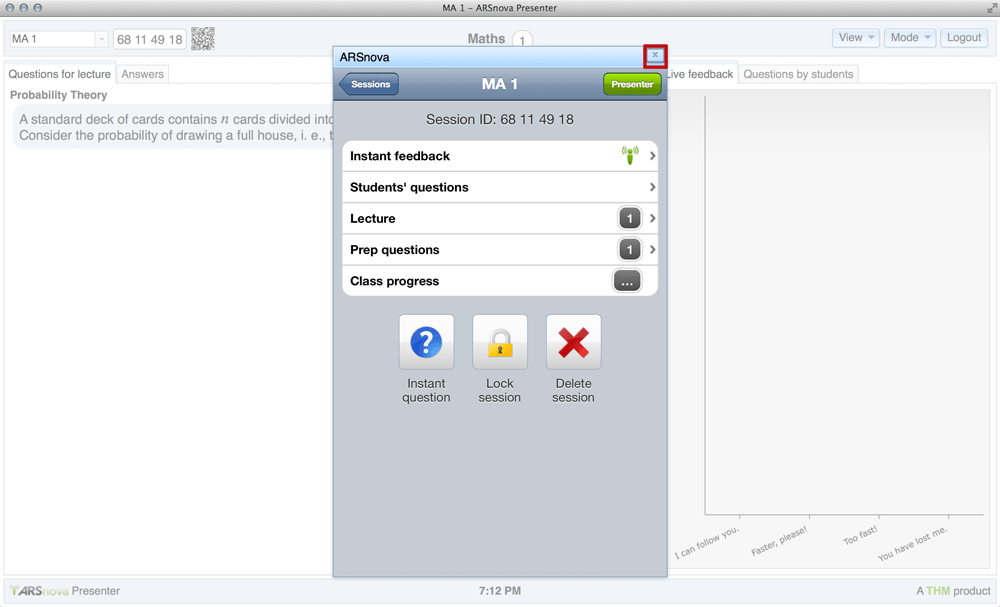 MA 1 - ARSnova Presenter
MA 1
68 11 49 18
Maths 1
View
Mode
Logout
Questions for lecture
Answers
Live feedback
Questions by students
Probability Theory
A standard deck of cards contains n cards divided into
Consider the probability of drawing a full house, i. e., t
ARSnova
Sessions
MA 1
Presenter
Session ID: 68 11 49 18
Instant feedback
Students' questions
Lecture 1
Prep questions 1
Class progress ...
Instant
question
Lock
session
Delete
session
I can follow you.
Faster, please!
Too fast!
You have lost me.
ARSnova Presenter
7:12 PM
A THM product